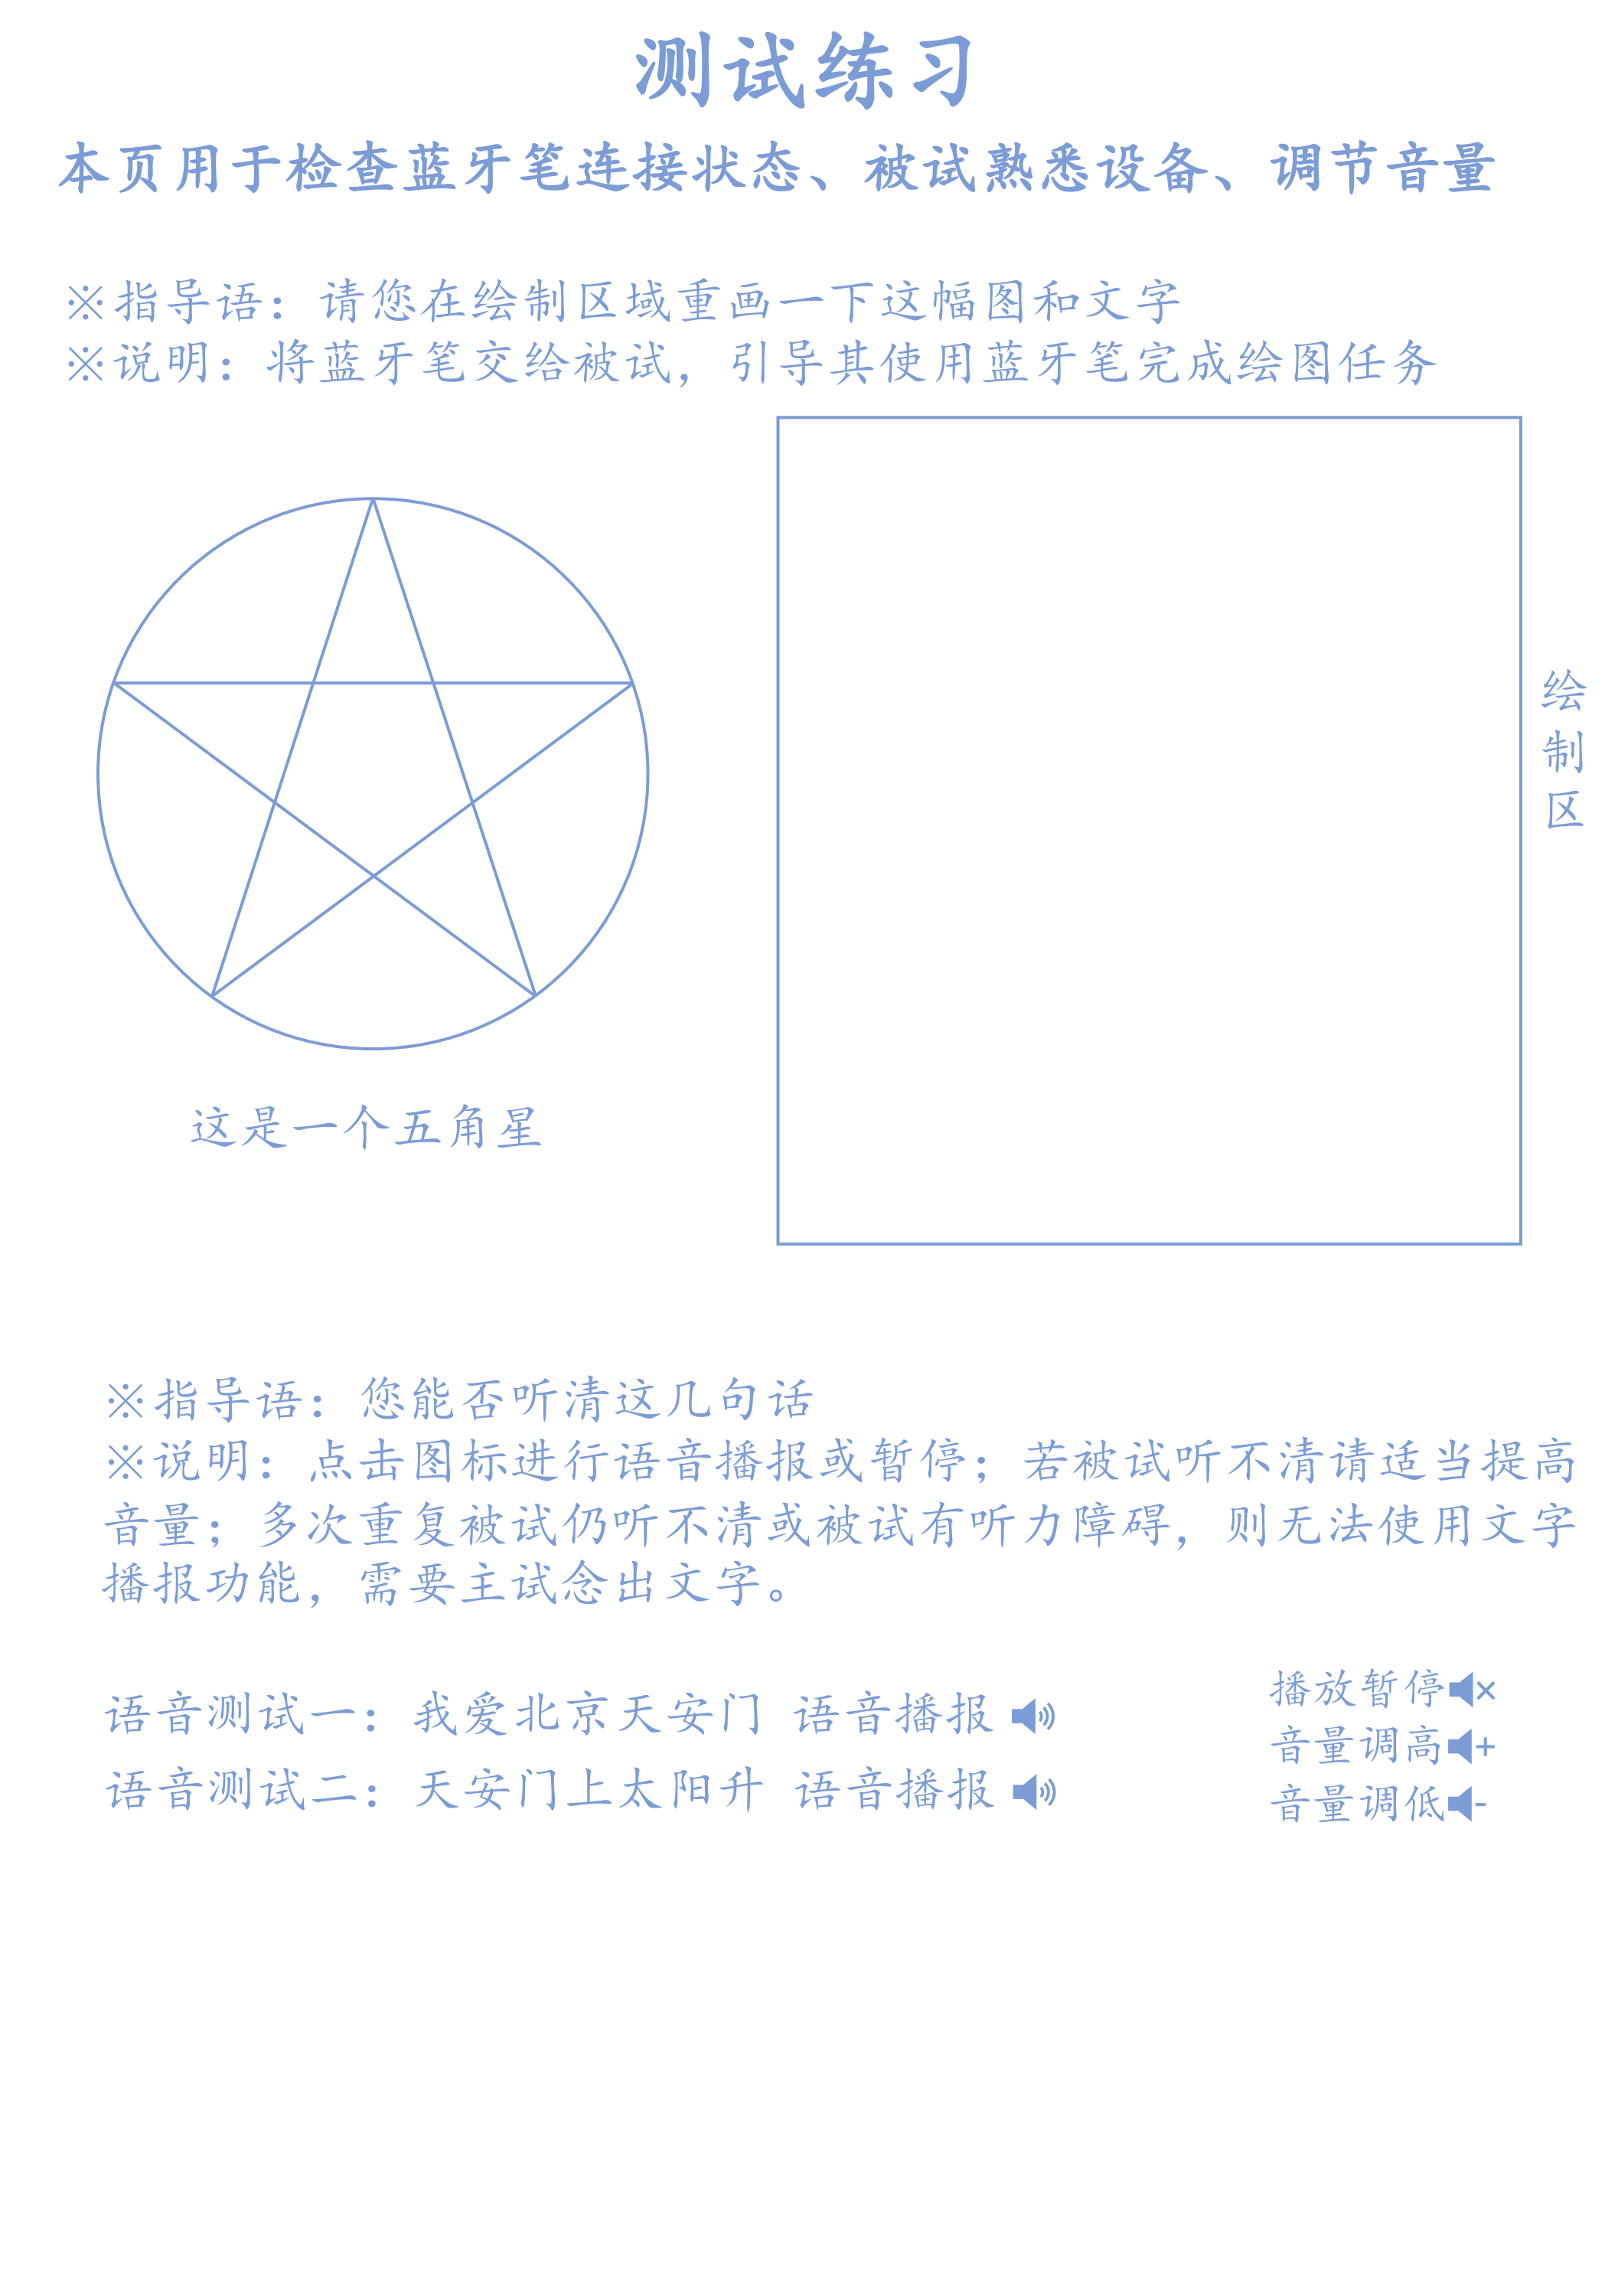 测试练习
本页用于检查蓝牙笔连接状态、被试熟悉设备、调节音量
※指导语：请您在绘制区域重画一下这幅图和文字
※说明：将蓝牙笔交给被试，引导其使用蓝牙笔完成绘图任务
绘
制
区
这是一个五角星
※指导语：您能否听清这几句话
※说明：点击图标进行语音播报或暂停；若被试听不清请适当提高
音量；多次重复被试仍听不清或被试有听力障碍，则无法使用文字
播报功能，需要主试念出文字。
语音测试一：我爱北京天安门 语音播报
语音测试二：天安门上太阳升 语音播报
播放暂停
音量调高
音量调低